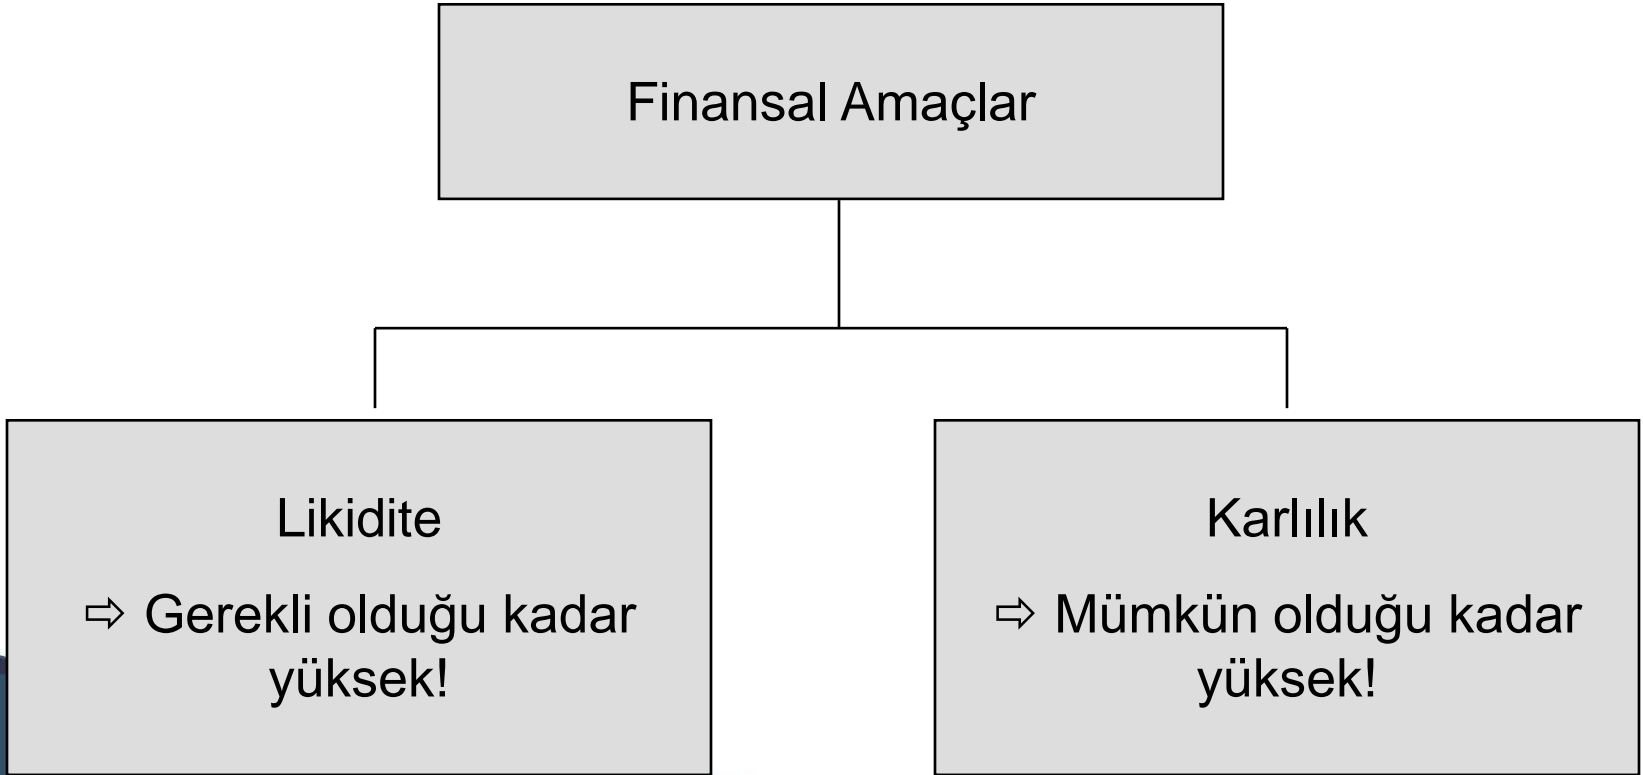 Finansal Amaçlar
Likidite
⇨ Gerekli olduğu kadar
yüksek!
Karlılık
⇨ Mümkün olduğu kadar
yüksek!